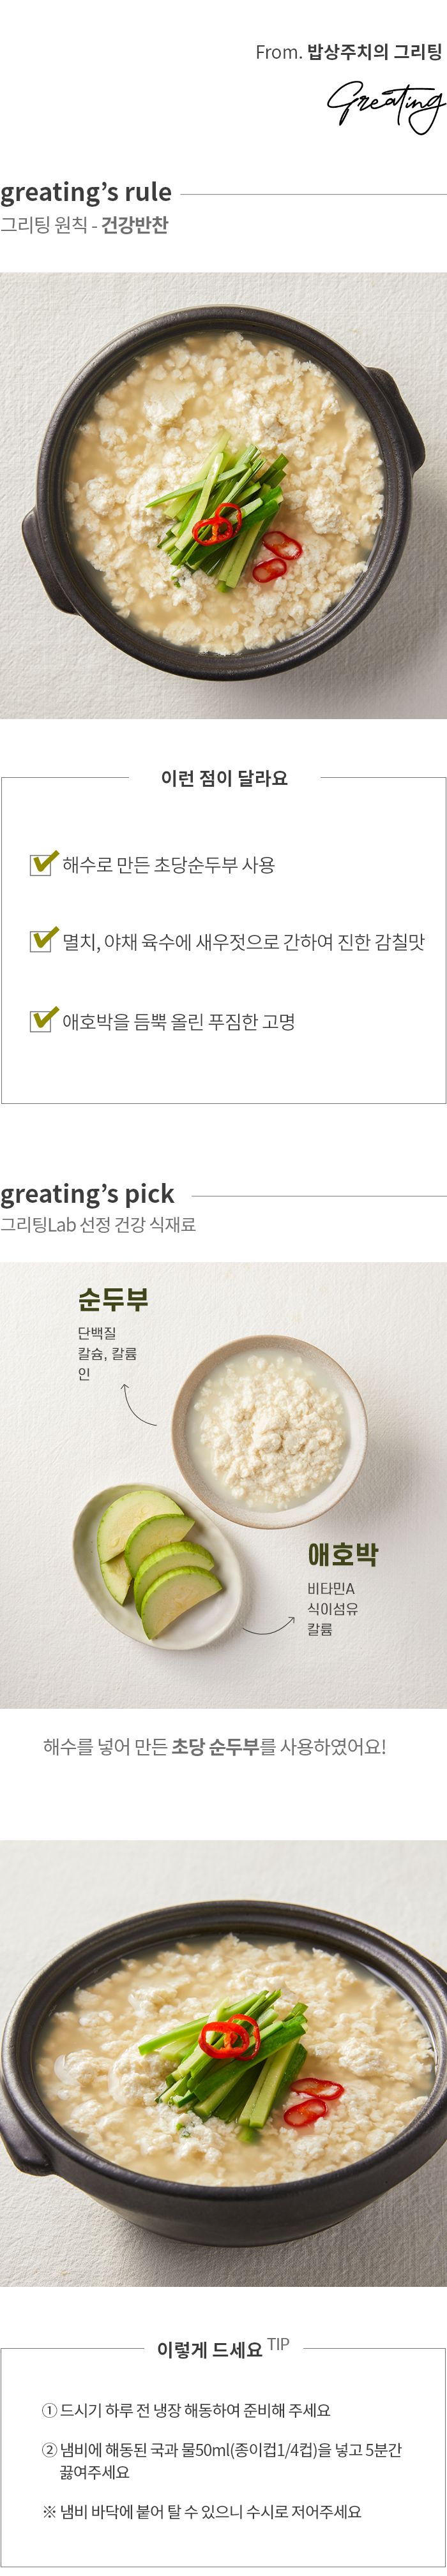 From. 밥상주치의 그리팅
Greating
greating’s rule
그리팅 원칙 - 건강반찬
이런 점이 달라요
해수로 만든 초당순두부 사용
멸치, 야채 육수에 새우젓으로 간하여 진한 감칠맛
애호박을 듬뿍 올린 푸짐한 고명
greating’s pick
그리팅Lab 선정 건강 식재료
순두부
단백질
칼슘, 칼륨
인
애호박
비타민A
식이섬유
칼륨
해수를 넣어 만든 초당 순두부를 사용하였어요!
이렇게 드세요 TIP
① 드시기 하루 전 냉장 해동하여 준비해 주세요
② 냄비에 해동된 국과 물50ml(종이컵1/4컵)을 넣고 5분간
끓여주세요
※ 냄비 바닥에 붙어 탈 수 있으니 수시로 저어주세요